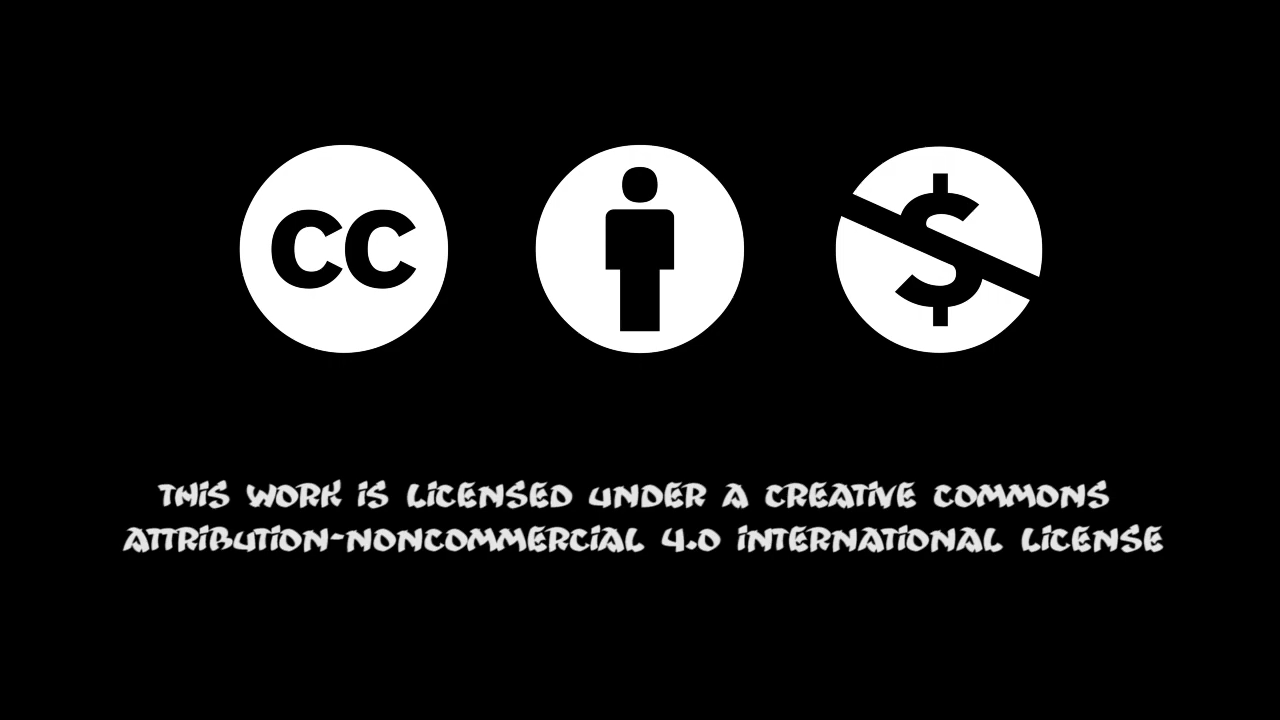 cc
$
THIS WORK IS LICENSED UNDER A CREATIVE COMMONS
ATTRIBUTION-NONCOMMERCIAL 4.0 INTERNATIONAL LICENSE